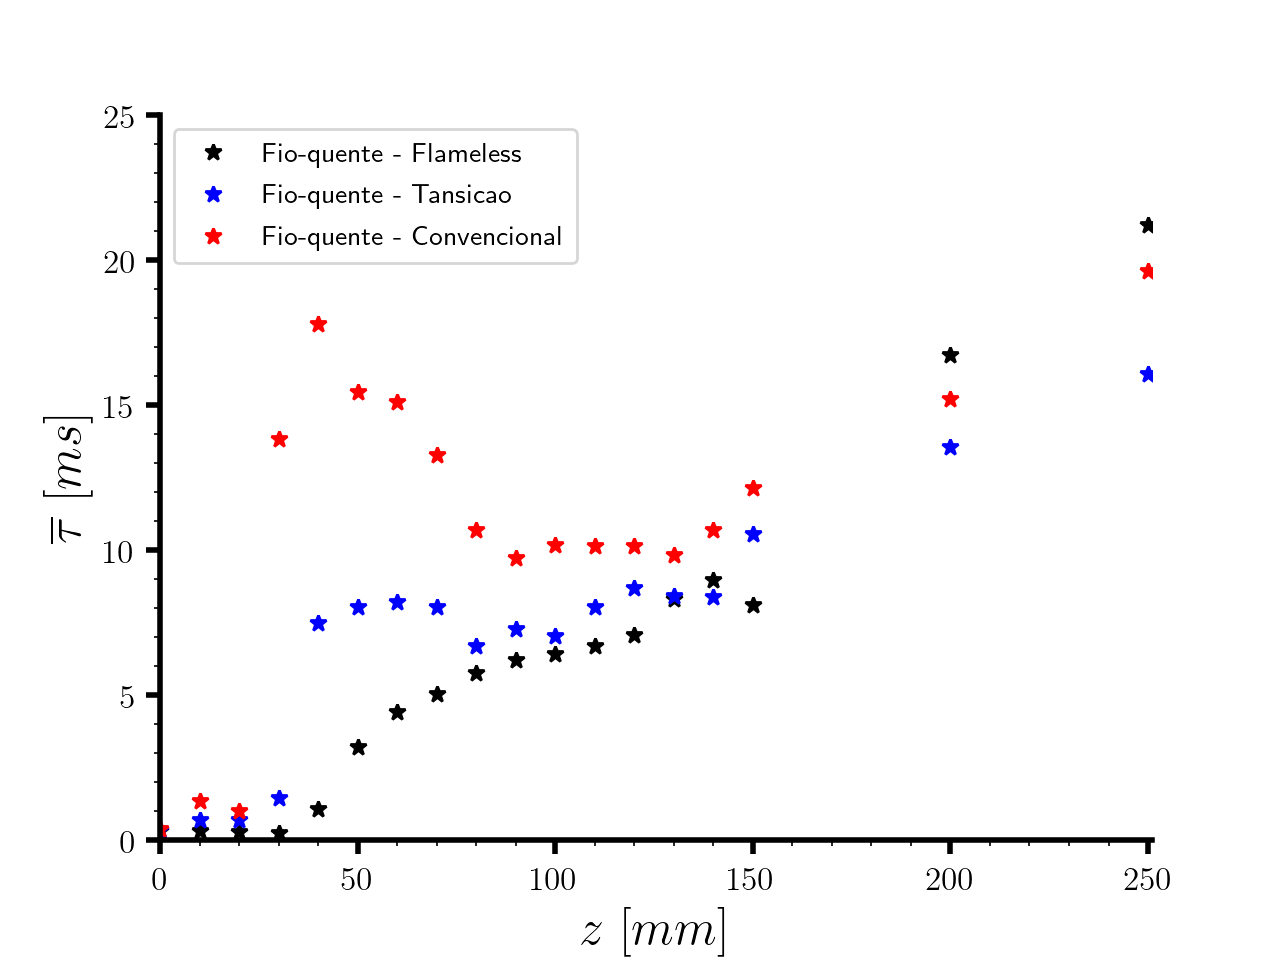 25
20
15
10
5
0
Fio-quente - Flameless
Fio-quente - Tansicao
Fio-quente - Convencional
τ̅ [ms]
0 50 100 150 200 250
z [mm]